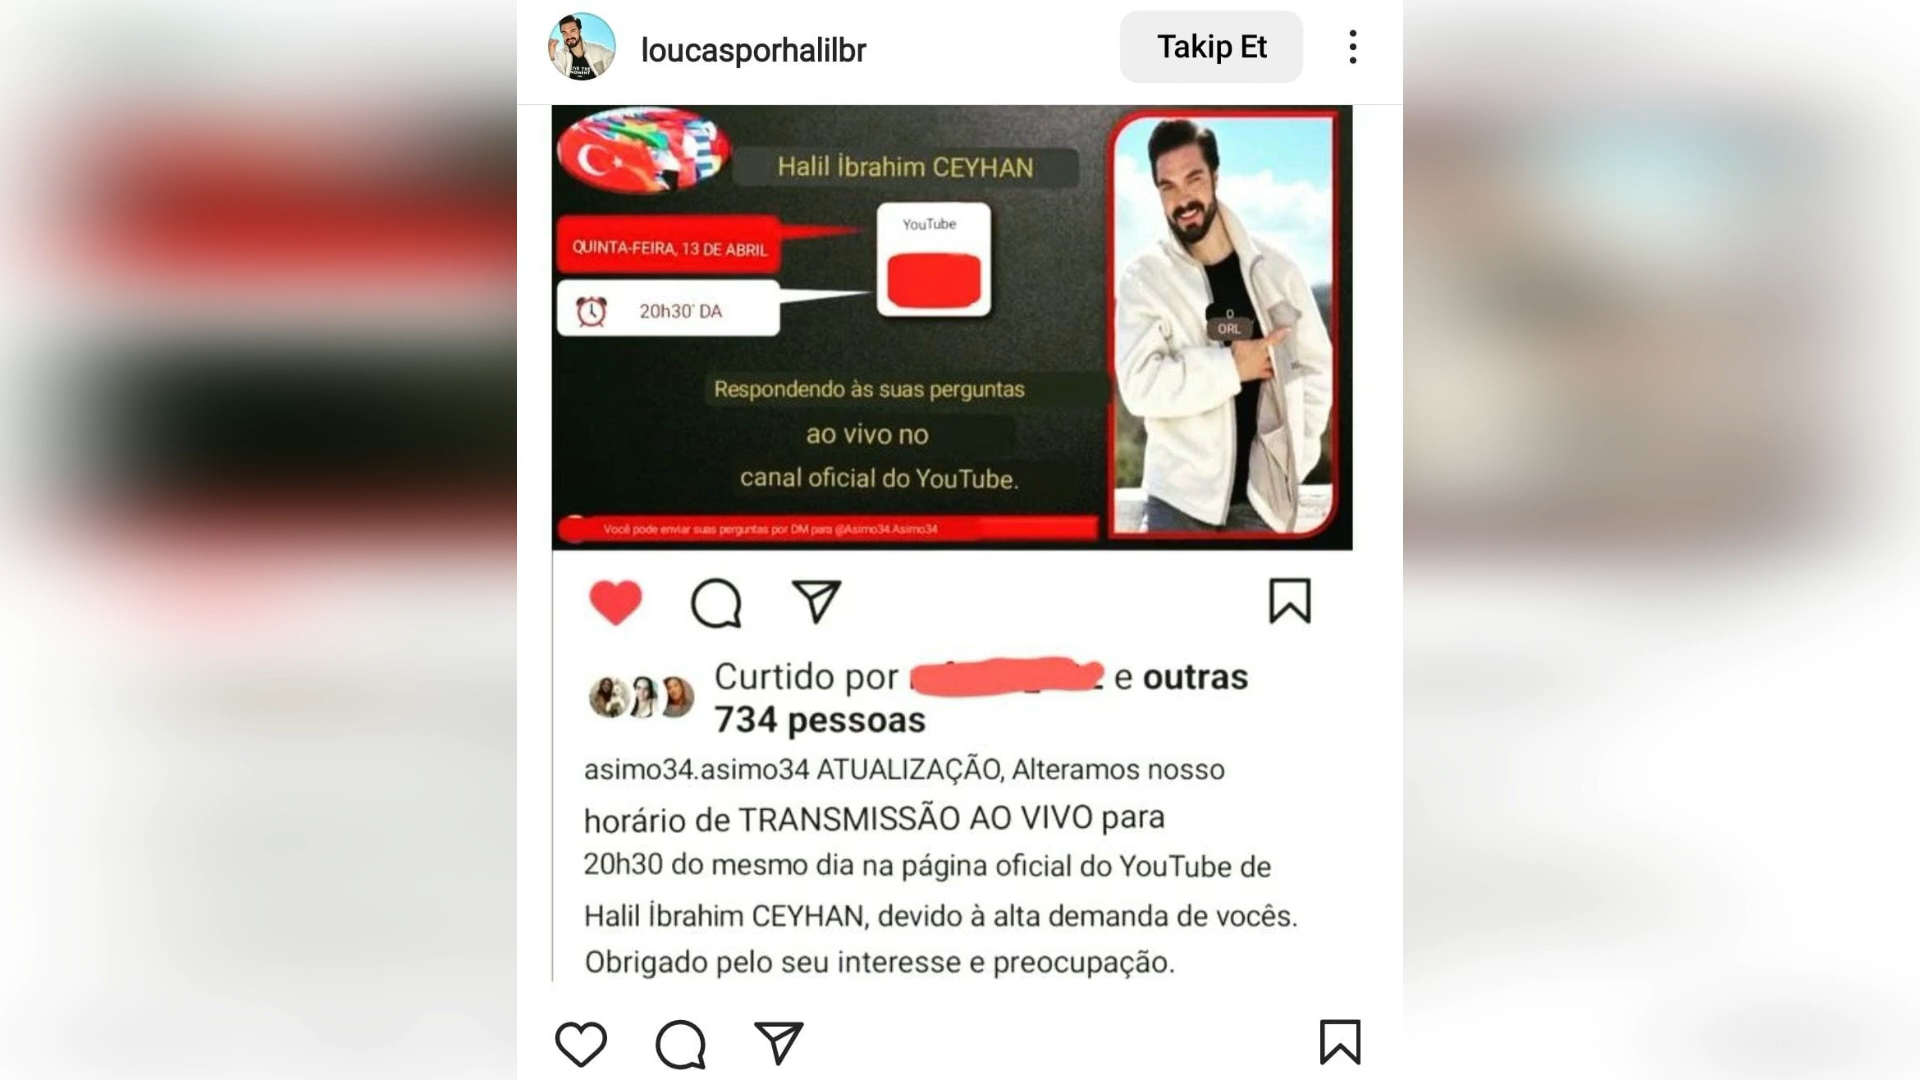 loucasporhalilbr
Takip Et
Halil İbrahim CEYHAN
YouTube
QUINTA-FEIRA, 13 DE ABRIL
20h30' DA
O
ORL
Respondendo às suas perguntas
ao vivo no
canal oficial do YouTube.
Você pode enviar suas perguntas por DM para @Asimo34.Asimo34
Curtido por e outras
734 pessoas
asimo34.asimo34 ATUALIZAÇÃO, Alteramos nosso
horário de TRANSMISSÃO AO VIVO para
20h30 do mesmo dia na página oficial do YouTube de
Halil İbrahim CEYHAN, devido à alta demanda de vocês.
Obrigado pelo seu interesse e preocupação.